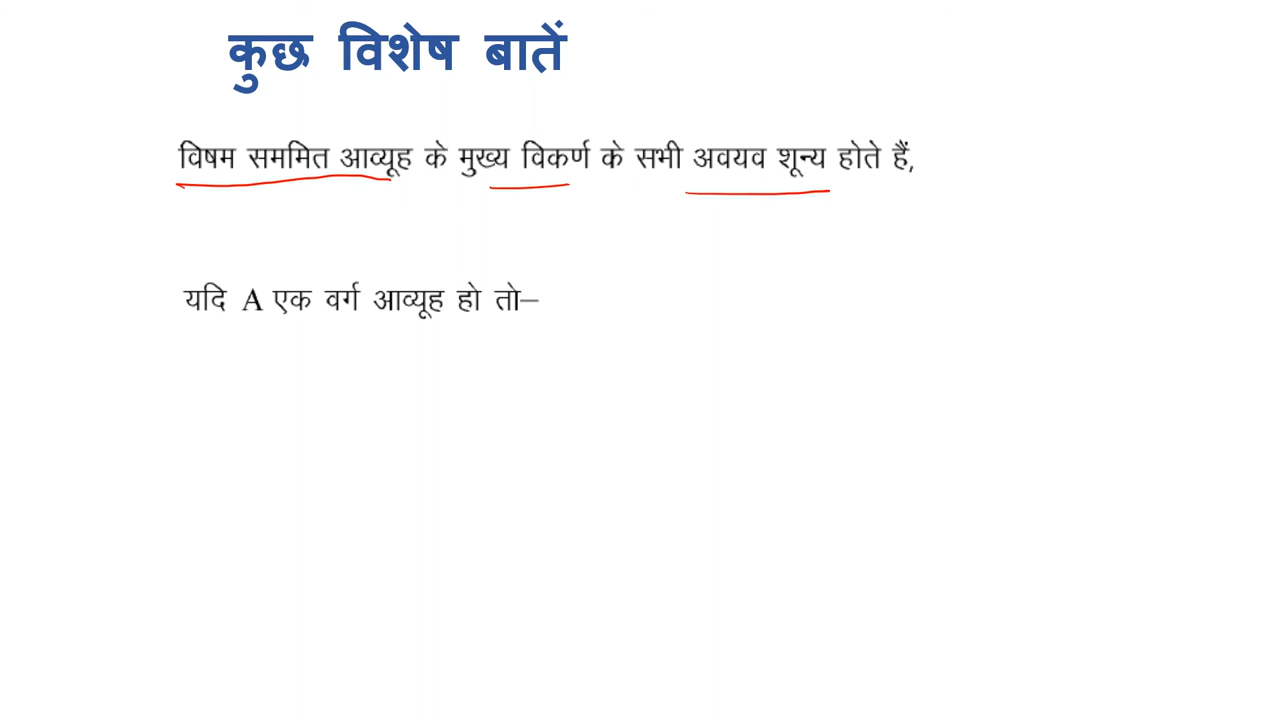 कुछ विशेष बातें
विषम सममित आव्यूह के मुख्य विकर्ण के सभी अवयव शून्य होते हैं,
यदि A एक वर्ग आव्यूह हो तो–